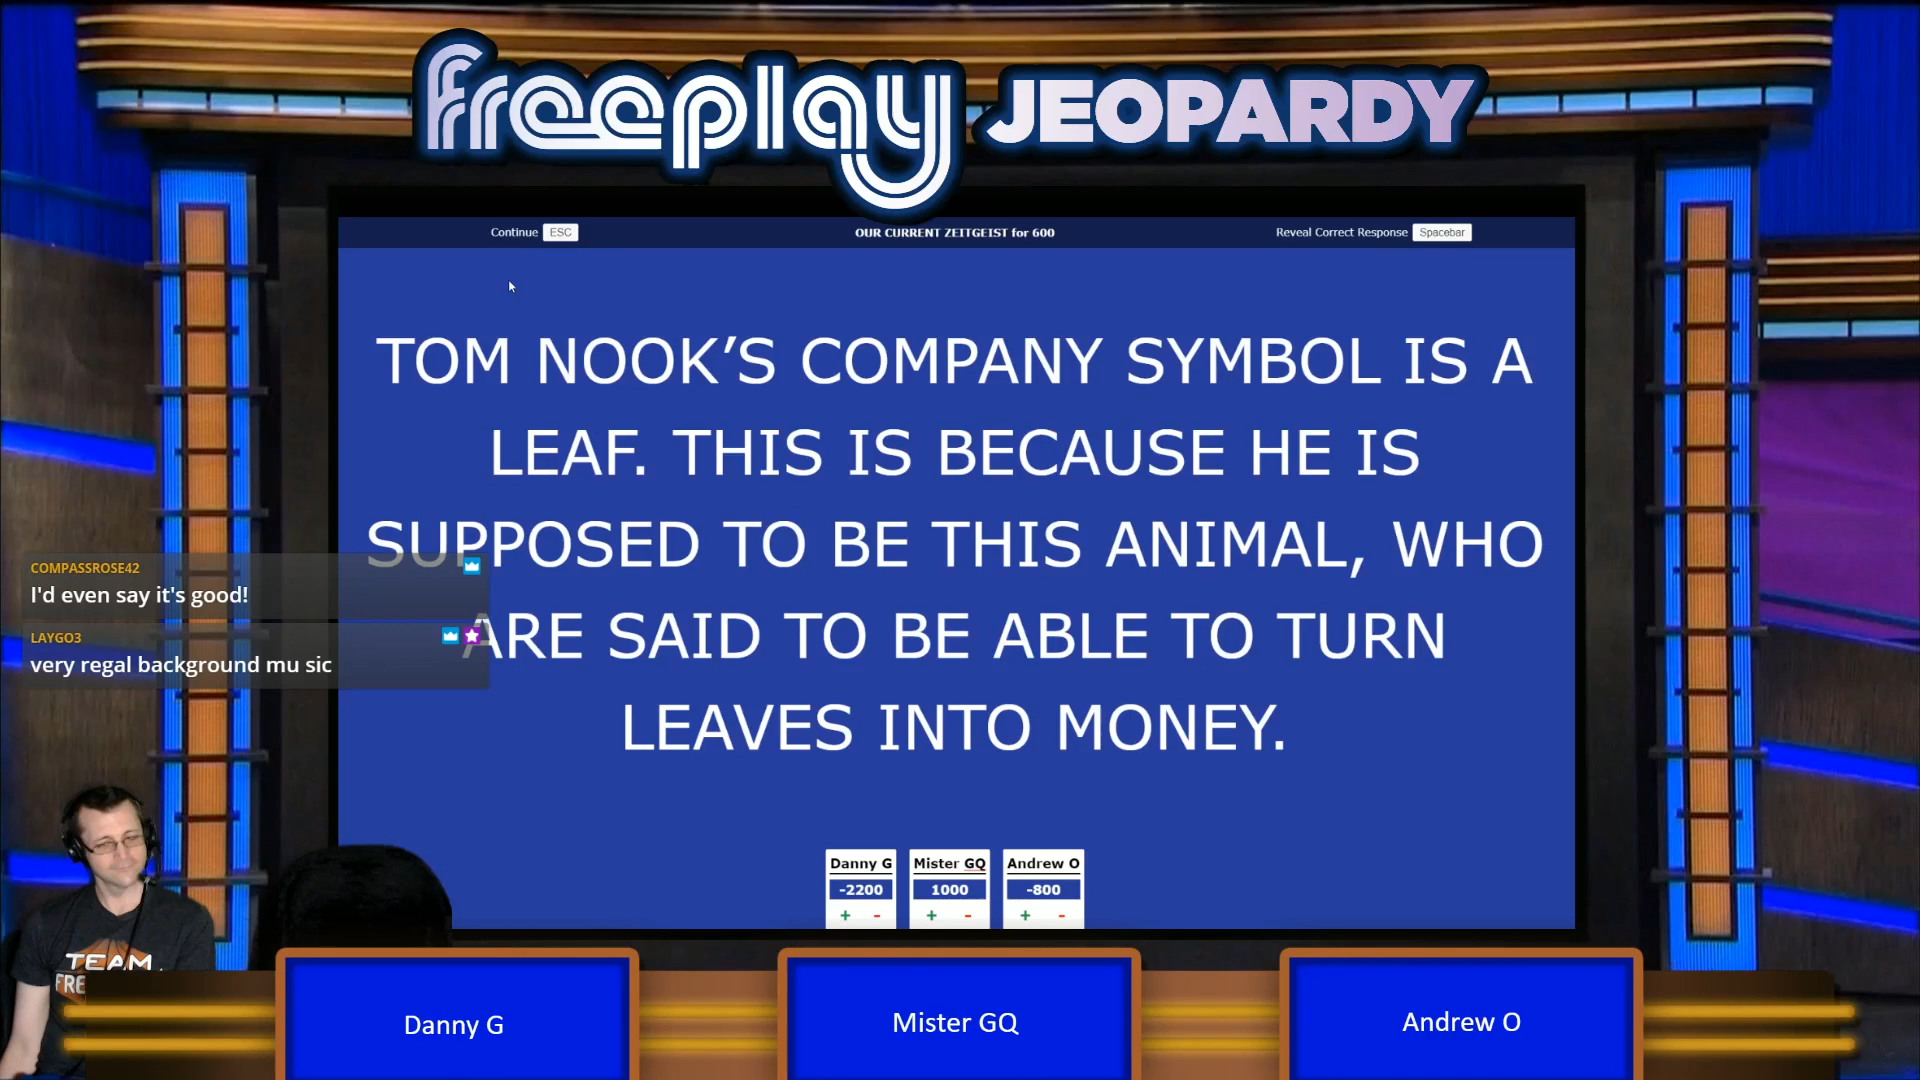 freeplay JEOPARDY
Continue ESC OUR CURRENT ZEITGEIST for 600 Reveal Correct Response Spacebar
TOM NOOK'S COMPANY SYMBOL IS A
LEAF. THIS IS BECAUSE HE IS
SUPPOSED TO BE THIS ANIMAL, WHO
ARE SAID TO BE ABLE TO TURN
LEAVES INTO MONEY.
COMPASSROSE42
I'd even say it's good!
LAYGO3
very regal background mu sic
Danny G Mister GQ Andrew O
-2200 1000 -800
+ - + - + -
TEAM
FREE
Danny G Mister GQ Andrew O